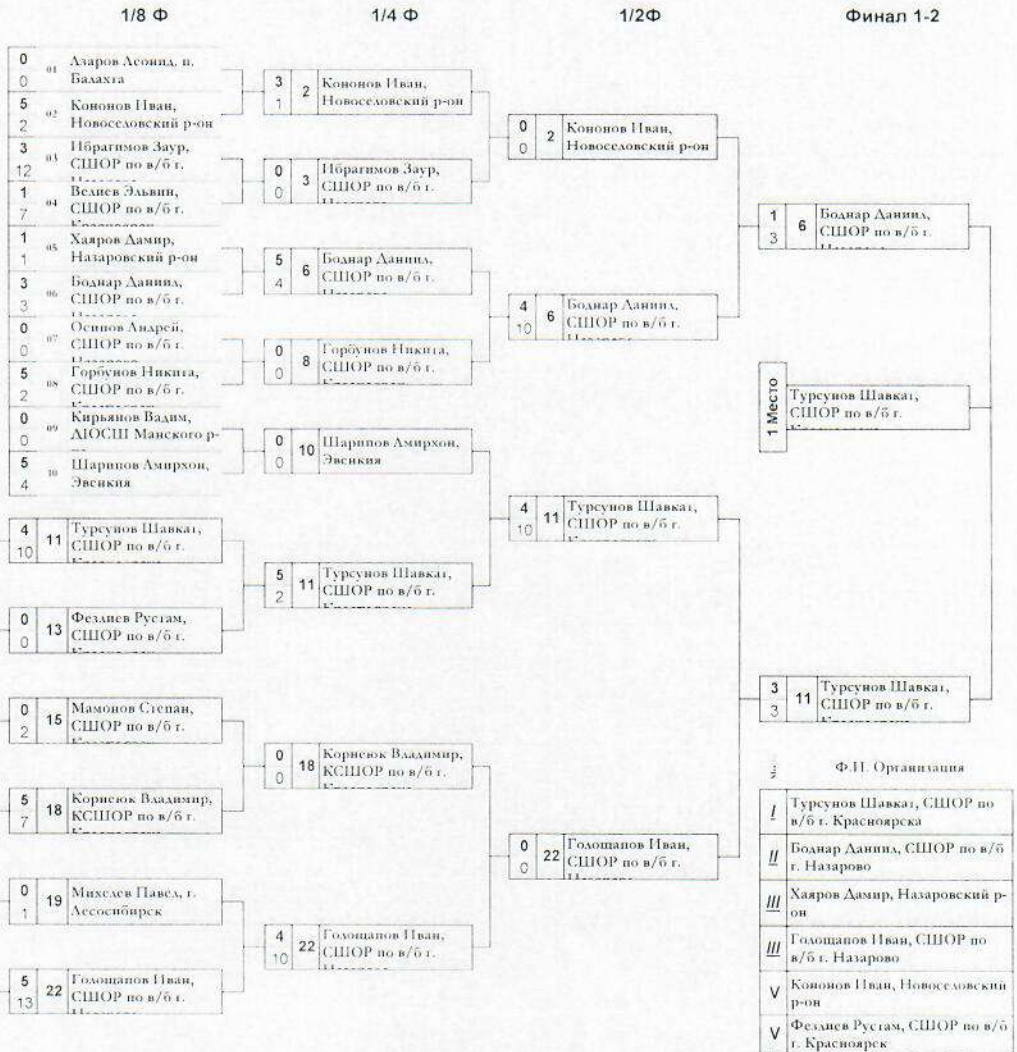 1/8 Ф
1/4 Ф
1/2Ф
Финал 1-2
0
0
01
Азаров Леонид, п.
Балахта
5
2
02
Кононов Иван,
Новоселовский р-он
3
12
03
Ибрагимов Заур,
СШОР по в/б г.
1
7
04
Велиев Эльвин,
СШОР по в/б г.
1
1
05
Хаяров Дамир,
Назаровский р-он
3
3
06
Боднар Даниил,
СШОР по в/б г.
0
0
07
Осипов Андрей,
СШОР по в/б г.
5
2
08
Горбунов Никита,
СШОР по в/б г.
0
0
09
Кирьянов Вадим,
ДЮСШ Манского р-
5
4
10
Шарипов Амирхон,
Эвенкия
4
10
11
Турсунов Шавкат,
СШОР по в/б г.
0
0
13
Фезлиев Рустам,
СШОР по в/б г.
0
2
15
Мамонов Степан,
СШОР по в/б г.
5
7
18
Корнеюк Владимир,
КСШОР по в/б г.
0
1
19
Михелев Павел, г.
Лесосибирск
5
13
22
Голощапов Иван,
СШОР по в/б г.
3
1
2
Кононов Иван,
Новоселовский р-он
0
0
3
Ибрагимов Заур,
СШОР по в/б г.
5
4
6
Боднар Даниил,
СШОР по в/б г.
0
0
8
Горбунов Никита,
СШОР по в/б г.
0
0
10
Шарипов Амирхон,
Эвенкия
5
2
11
Турсунов Шавкат,
СШОР по в/б г.
0
0
18
Корнеюк Владимир,
КСШОР по в/б г.
4
10
22
Голощапов Иван,
СШОР по в/б г.
0
0
2
Кононов Иван,
Новоселовский р-он
4
10
6
Боднар Даниил,
СШОР по в/б г.
4
10
11
Турсунов Шавкат,
СШОР по в/б г.
0
0
22
Голощапов Иван,
СШОР по в/б г.
1
3
6
Боднар Даниил,
СШОР по в/б г.
1 Место
Турсунов Шавкат,
СШОР по в/б г.
3
3
11
Турсунов Шавкат,
СШОР по в/б г.
Ф.И. Организация
I
Турсунов Шавкат, СШОР по
в/б г. Красноярска
II
Боднар Даниил, СШОР по в/б
г. Назарово
III
Хаяров Дамир, Назаровский р-
он
III
Голощапов Иван, СШОР по
в/б г. Назарово
V
Кононов Иван, Новоселовский
р-он
V
Фезлиев Рустам, СШОР по в/б
г. Красноярск